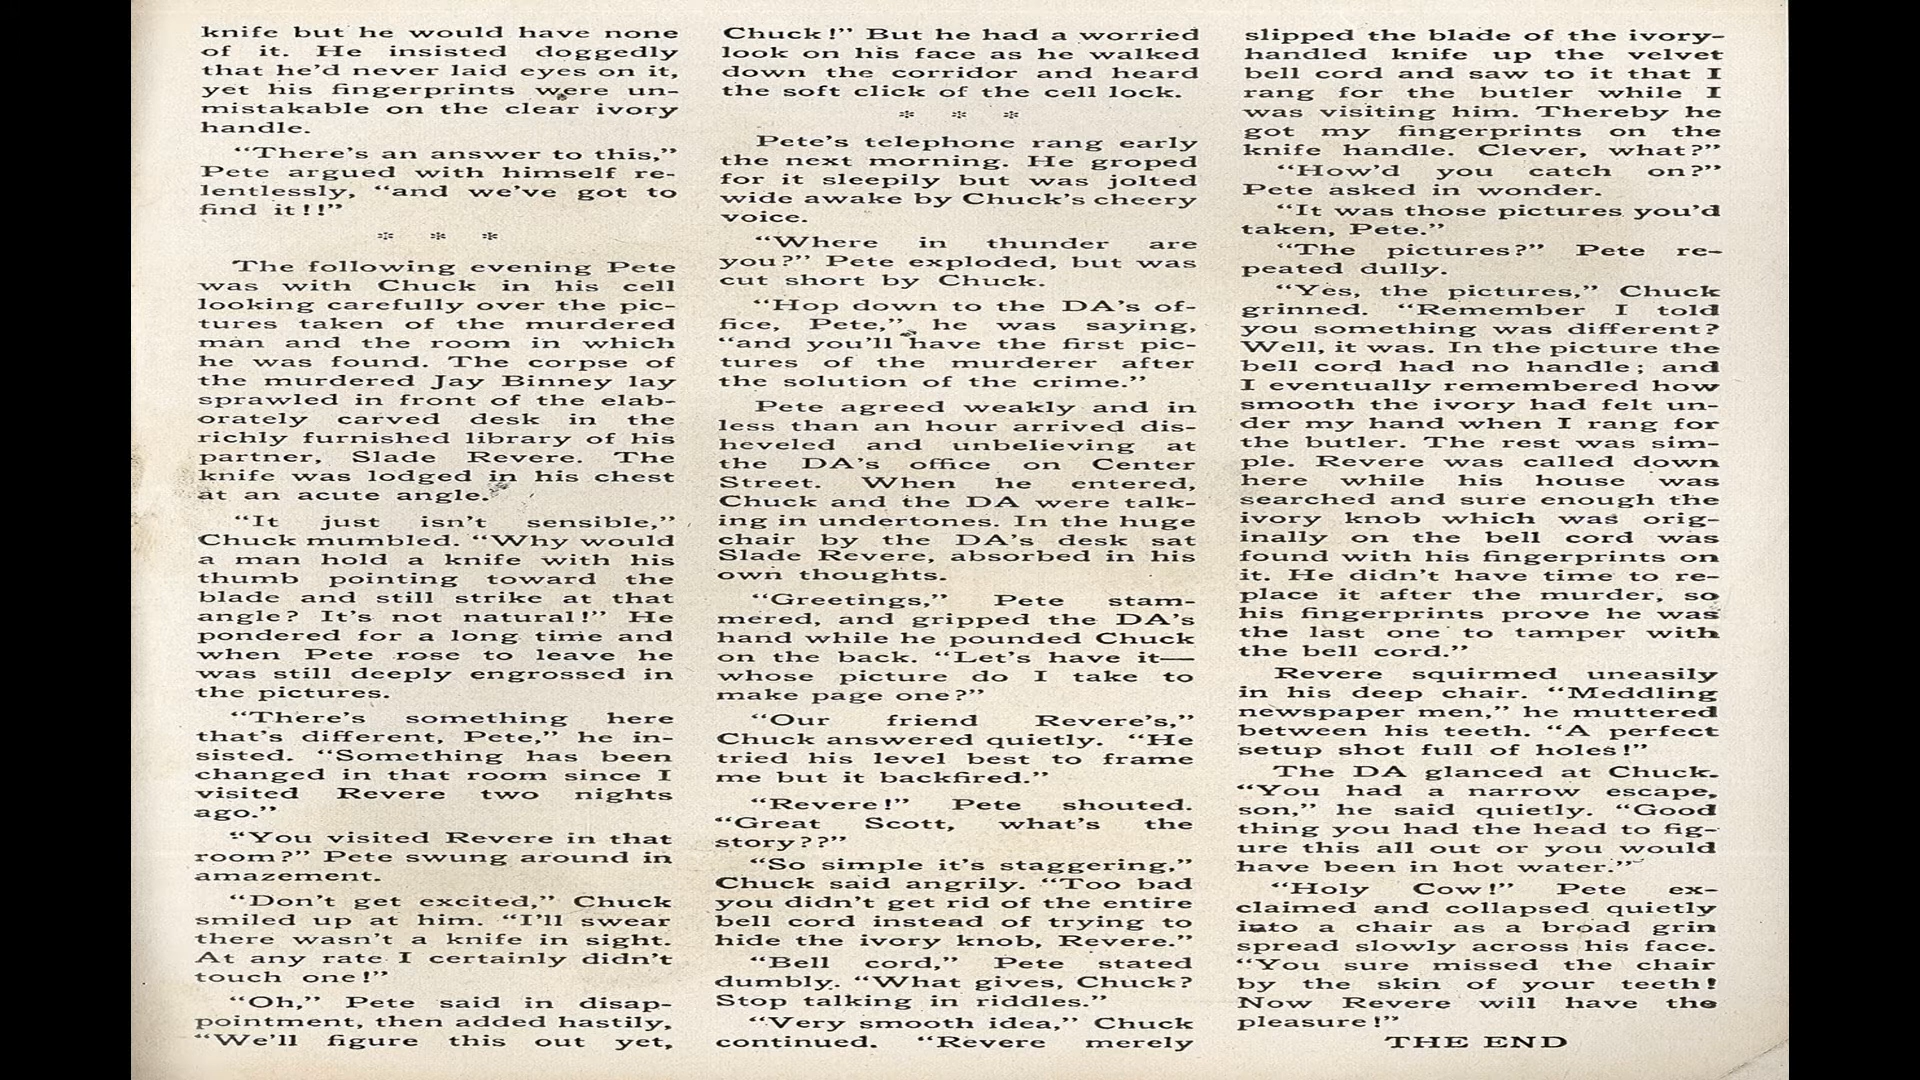 knife but he would have none
of it. He insisted doggedly
that he'd never laid eyes on it,
yet his fingerprints were un-
mistakable on the clear ivory
handle.
"There's an answer to this,"
Pete argued with himself re-
lentlessly, "and we've got to
find it!!"
* * *
The following evening Pete
was with Chuck in his cell
looking carefully over the pic-
tures taken of the murdered
man and the room in which
he was found. The corpse of
the murdered Jay Binney lay
sprawled in front of the elab-
orately carved desk in the
richly furnished library of his
partner, Slade Revere. The
knife was lodged in his chest
at an acute angle.
"It just isn't sensible,"
Chuck mumbled. "Why would
a man hold a knife with his
thumb pointing toward the
blade and still strike at that
angle? It's not natural!" He
pondered for a long time and
when Pete rose to leave he
was still deeply engrossed in
the pictures.
"There's something here
that's different, Pete," he in-
sisted. "Something has been
changed in that room since I
visited Revere two nights
ago."
"You visited Revere in that
room?" Pete swung around in
amazement.
"Don't get excited," Chuck
smiled up at him. "I'll swear
there wasn't a knife in sight.
At any rate I certainly didn't
touch one!"
"Oh," Pete said in disap-
pointment, then added hastily,
"We'll figure this out yet,
Chuck!" But he had a worried
look on his face as he walked
down the corridor and heard
the soft click of the cell lock.
* * *
Pete's telephone rang early
the next morning. He groped
for it sleepily but was jolted
wide awake by Chuck's cheery
voice.
"Where in thunder are
you?" Pete exploded, but was
cut short by Chuck.
"Hop down to the DA's of-
fice, Pete," he was saying,
"and you'll have the first pic-
tures of the murderer after
the solution of the crime."
Pete agreed weakly and in
less than an hour arrived dis-
heveled and unbelieving at
the DA's office on Center
Street. When he entered,
Chuck and the DA were talk-
ing in undertones. In the huge
chair by the DA's desk sat
Slade Revere, absorbed in his
own thoughts.
"Greetings," Pete stam-
mered, and gripped the DA's
hand while he pounded Chuck
on the back. "Let's have it—
whose picture do I take to
make page one?"
"Our friend Revere's,"
Chuck answered quietly. "He
tried his level best to frame
me but it backfired."
"Revere!" Pete shouted.
"Great Scott, what's the
story??"
"So simple it's staggering,"
Chuck said angrily. "Too bad
you didn't get rid of the entire
bell cord instead of trying to
hide the ivory knob, Revere."
"Bell cord," Pete stated
dumbly. "What gives, Chuck?
Stop talking in riddles."
"Very smooth idea," Chuck
continued. "Revere merely
slipped the blade of the ivory-
handled knife up the velvet
bell cord and saw to it that I
rang for the butler while I
was visiting him. Thereby he
got my fingerprints on the
knife handle. Clever, what?"
"How'd you catch on?"
Pete asked in wonder.
"It was those pictures you'd
taken, Pete."
"The pictures?" Pete re-
peated dully.
"Yes, the pictures," Chuck
grinned. "Remember I told
you something was different?
Well, it was. In the picture the
bell cord had no handle; and
I eventually remembered how
smooth the ivory had felt un-
der my hand when I rang for
the butler. The rest was sim-
ple. Revere was called down
here while his house was
searched and sure enough the
ivory knob which was orig-
inally on the bell cord was
found with his fingerprints on
it. He didn't have time to re-
place it after the murder, so
his fingerprints prove he was
the last one to tamper with
the bell cord."
Revere squirmed uneasily
in his deep chair. "Meddling
newspaper men," he muttered
between his teeth. "A perfect
setup shot full of holes!"
The DA glanced at Chuck.
"You had a narrow escape,
son," he said quietly. "Good
thing you had the head to fig-
ure this all out or you would
have been in hot water."
"Holy Cow!" Pete ex-
claimed and collapsed quietly
into a chair as a broad grin
spread slowly across his face.
"You sure missed the chair
by the skin of your teeth!
Now Revere will have the
pleasure!"
THE END